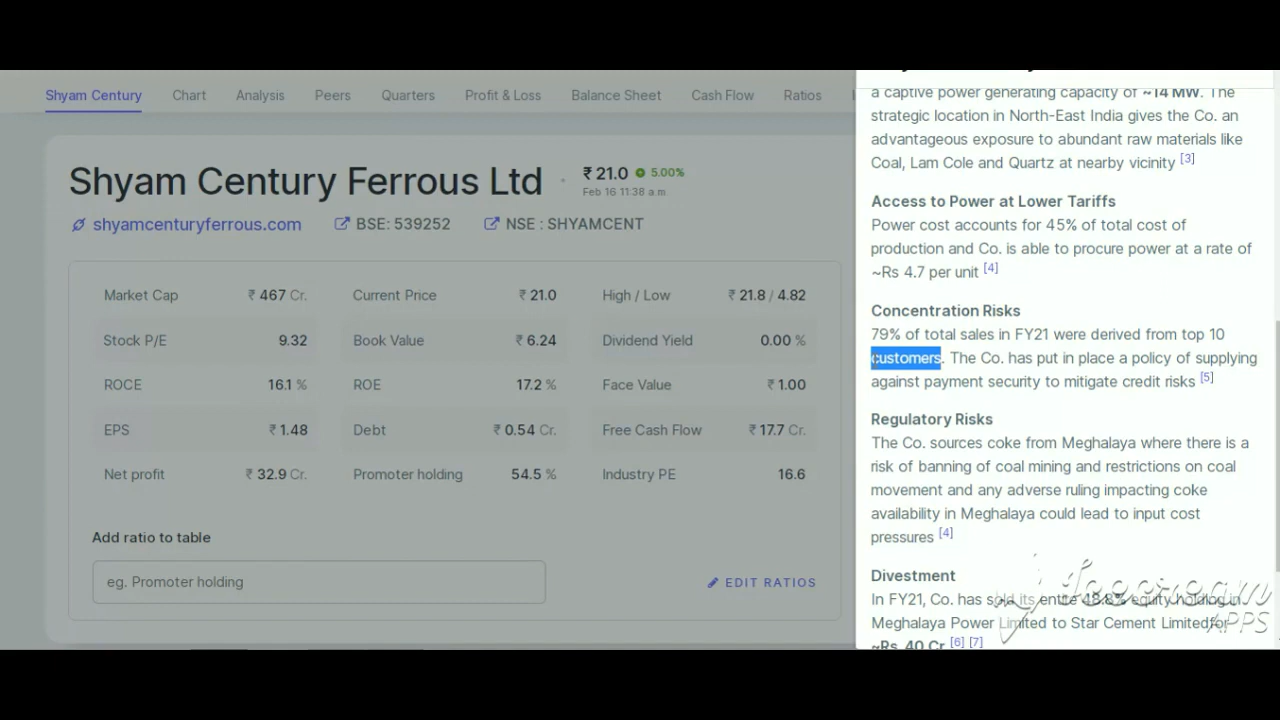 Shyam Century Chart Analysis Peers Quarters Profit & Loss Balance Sheet Cash Flow Ratios
Shyam Century Ferrous Ltd ₹ 21.0 5.00%
Feb 16 11:38 a.m.
shyamcenturyferrous.com BSE: 539252 NSE : SHYAMCENT
Market Cap ₹ 467 Cr. Current Price ₹ 21.0 High / Low ₹ 21.8 / 4.82
Stock P/E 9.32 Book Value ₹ 6.24 Dividend Yield 0.00 %
ROCE 16.1 % ROE 17.2 % Face Value ₹ 1.00
EPS ₹ 1.48 Debt ₹ 0.54 Cr. Free Cash Flow ₹ 17.7 Cr.
Net profit ₹ 32.9 Cr. Promoter holding 54.5 % Industry PE 16.6
Add ratio to table
eg. Promoter holding EDIT RATIOS
a captive power generating capacity of ~14 MW. The
strategic location in North-East India gives the Co. an
advantageous exposure to abundant raw materials like
Coal, Lam Cole and Quartz at nearby vicinity [3]
Access to Power at Lower Tariffs
Power cost accounts for 45% of total cost of
production and Co. is able to procure power at a rate of
~Rs 4.7 per unit [4]
Concentration Risks
79% of total sales in FY21 were derived from top 10
customers. The Co. has put in place a policy of supplying
against payment security to mitigate credit risks [5]
Regulatory Risks
The Co. sources coke from Meghalaya where there is a
risk of banning of coal mining and restrictions on coal
movement and any adverse ruling impacting coke
availability in Meghalaya could lead to input cost
pressures [4]
Divestment
In FY21, Co. has sold its entire 48.8% equity holding in
Meghalaya Power Limited to Star Cement Limited for
~Rs. 40 Cr [6] [7]
APPS